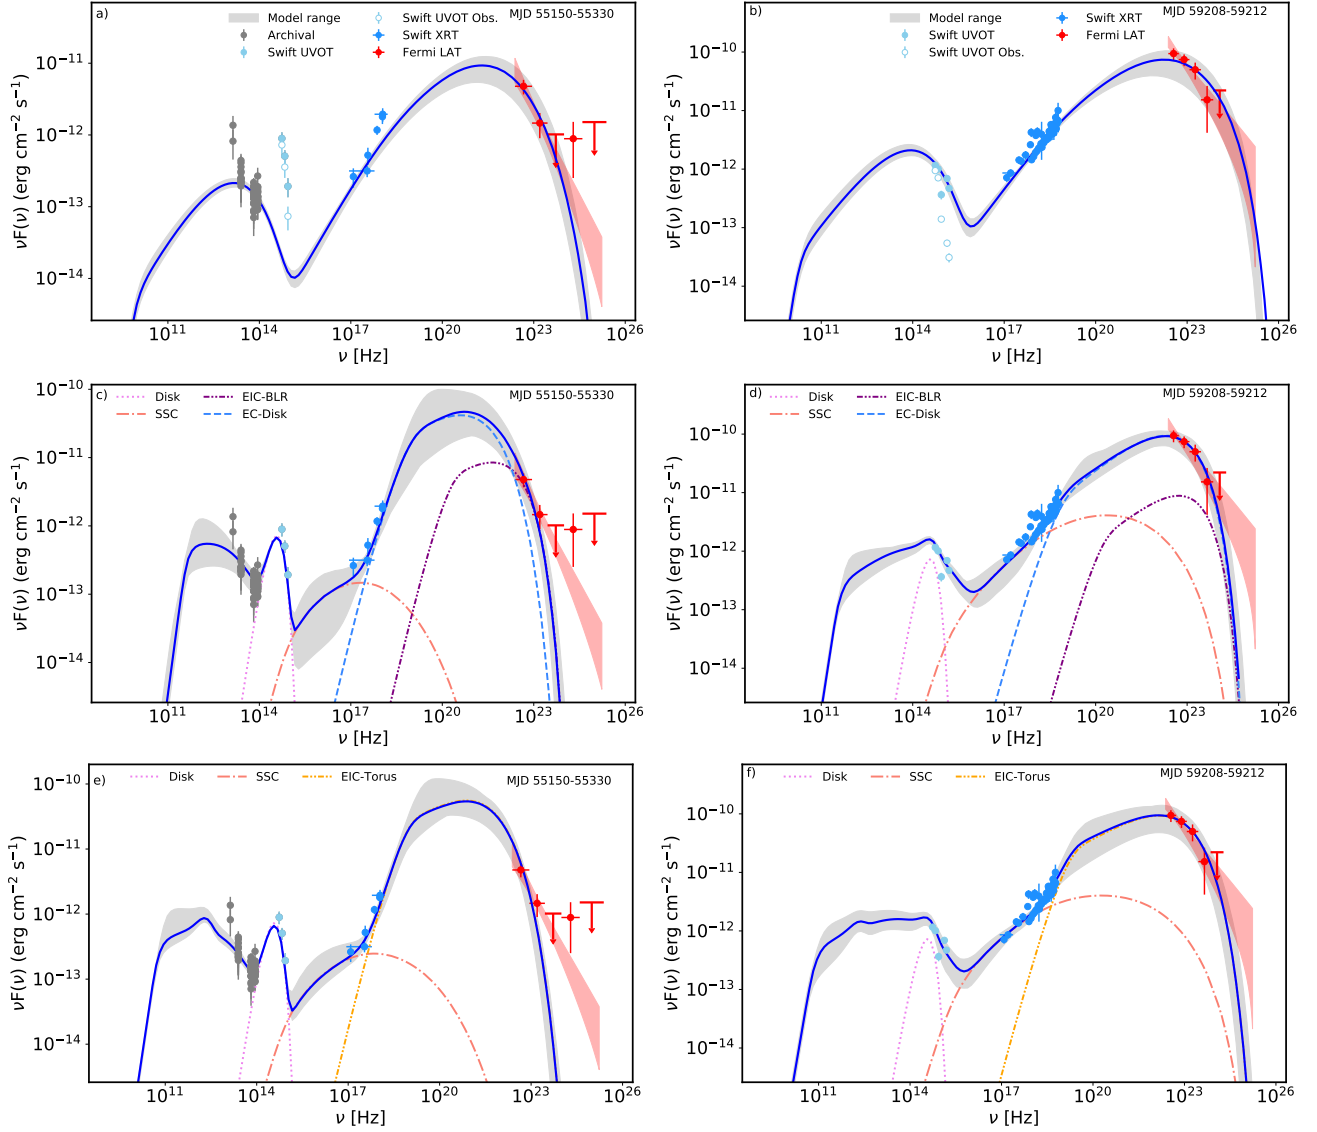 a)
Model range
Archival
Swift UVOT
Swift UVOT Obs.
Swift XRT
Fermi LAT
MJD 55150-55330
νF(ν) (erg cm⁻² s⁻¹)
10⁻¹¹
10⁻¹²
10⁻¹³
10⁻¹⁴
10¹¹ 10¹⁴ 10¹⁷ 10²⁰ 10²³ 10²⁶
ν [Hz]
b)
Model range
Swift UVOT
Swift UVOT Obs.
Swift XRT
Fermi LAT
MJD 59208-59212
νF(ν) (erg cm⁻² s⁻¹)
10⁻¹⁰
10⁻¹¹
10⁻¹²
10⁻¹³
10⁻¹⁴
10¹¹ 10¹⁴ 10¹⁷ 10²⁰ 10²³ 10²⁶
ν [Hz]
c)
Disk
SSC
EIC-BLR
EC-Disk
MJD 55150-55330
νF(ν) (erg cm⁻² s⁻¹)
10⁻¹⁰
10⁻¹¹
10⁻¹²
10⁻¹³
10⁻¹⁴
10¹¹ 10¹⁴ 10¹⁷ 10²⁰ 10²³ 10²⁶
ν [Hz]
d)
Disk
SSC
EIC-BLR
EC-Disk
MJD 59208-59212
νF(ν) (erg cm⁻² s⁻¹)
10⁻¹⁰
10⁻¹¹
10⁻¹²
10⁻¹³
10⁻¹⁴
10¹¹ 10¹⁴ 10¹⁷ 10²⁰ 10²³ 10²⁶
ν [Hz]
e)
Disk
SSC
EIC-Torus
MJD 55150-55330
νF(ν) (erg cm⁻² s⁻¹)
10⁻¹⁰
10⁻¹¹
10⁻¹²
10⁻¹³
10⁻¹⁴
10¹¹ 10¹⁴ 10¹⁷ 10²⁰ 10²³ 10²⁶
ν [Hz]
f)
Disk
SSC
EIC-Torus
MJD 59208-59212
νF(ν) (erg cm⁻² s⁻¹)
10⁻¹⁰
10⁻¹¹
10⁻¹²
10⁻¹³
10⁻¹⁴
10¹¹ 10¹⁴ 10¹⁷ 10²⁰ 10²³ 10²⁶
ν [Hz]